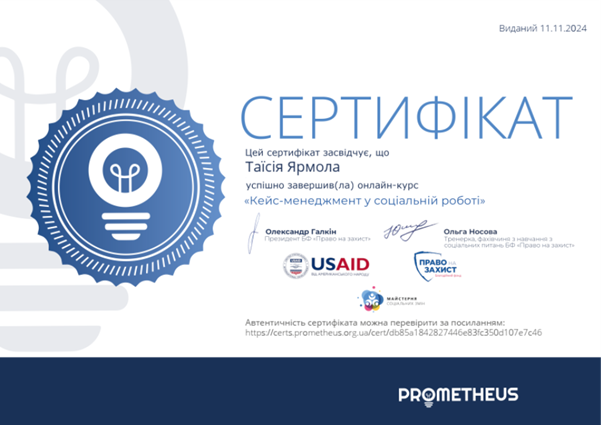 Виданий 11.11.2024
СЕРТИФІКАТ
Цей сертифікат засвідчує, що
Таїсія Ярмола
успішно завершив(ла) онлайн-курс
«Кейс-менеджмент у соціальній роботі»
Олександр Галкін
Президент БФ «Право на захист»
Ольга Носова
Тренерка, фахівчиня з навчання з
соціальних питань БФ «Право на захист»
USAID
ВІД АМЕРИКАНСЬКОГО НАРОДУ
ПРАВО НА
ЗАХИСТ
МАЙСТЕРНЯ
СОЦІАЛЬНИХ ЗМІН
Автентичність сертифіката можна перевірити за посиланням:
https://certs.prometheus.org.ua/cert/db85a1842827446e83fc350d107e7c46
PROMETHEUS